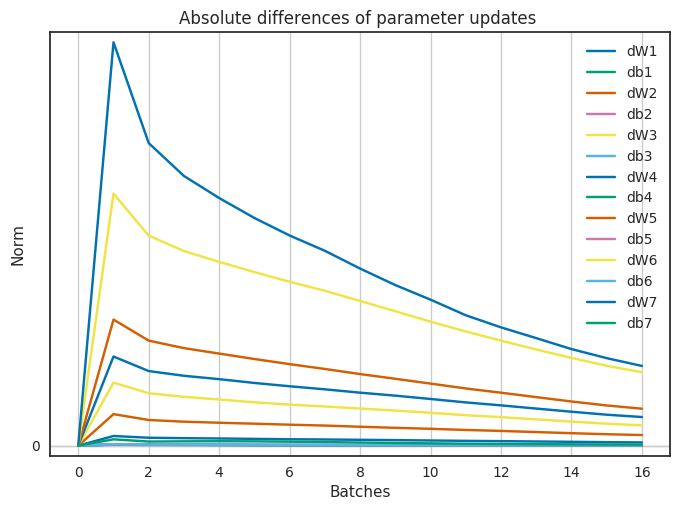 Absolute differences of parameter updates
Norm
0
dW1
db1
dW2
db2
dW3
db3
dW4
db4
dW5
db5
dW6
db6
dW7
db7
0 2 4 6 8 10 12 14 16
Batches